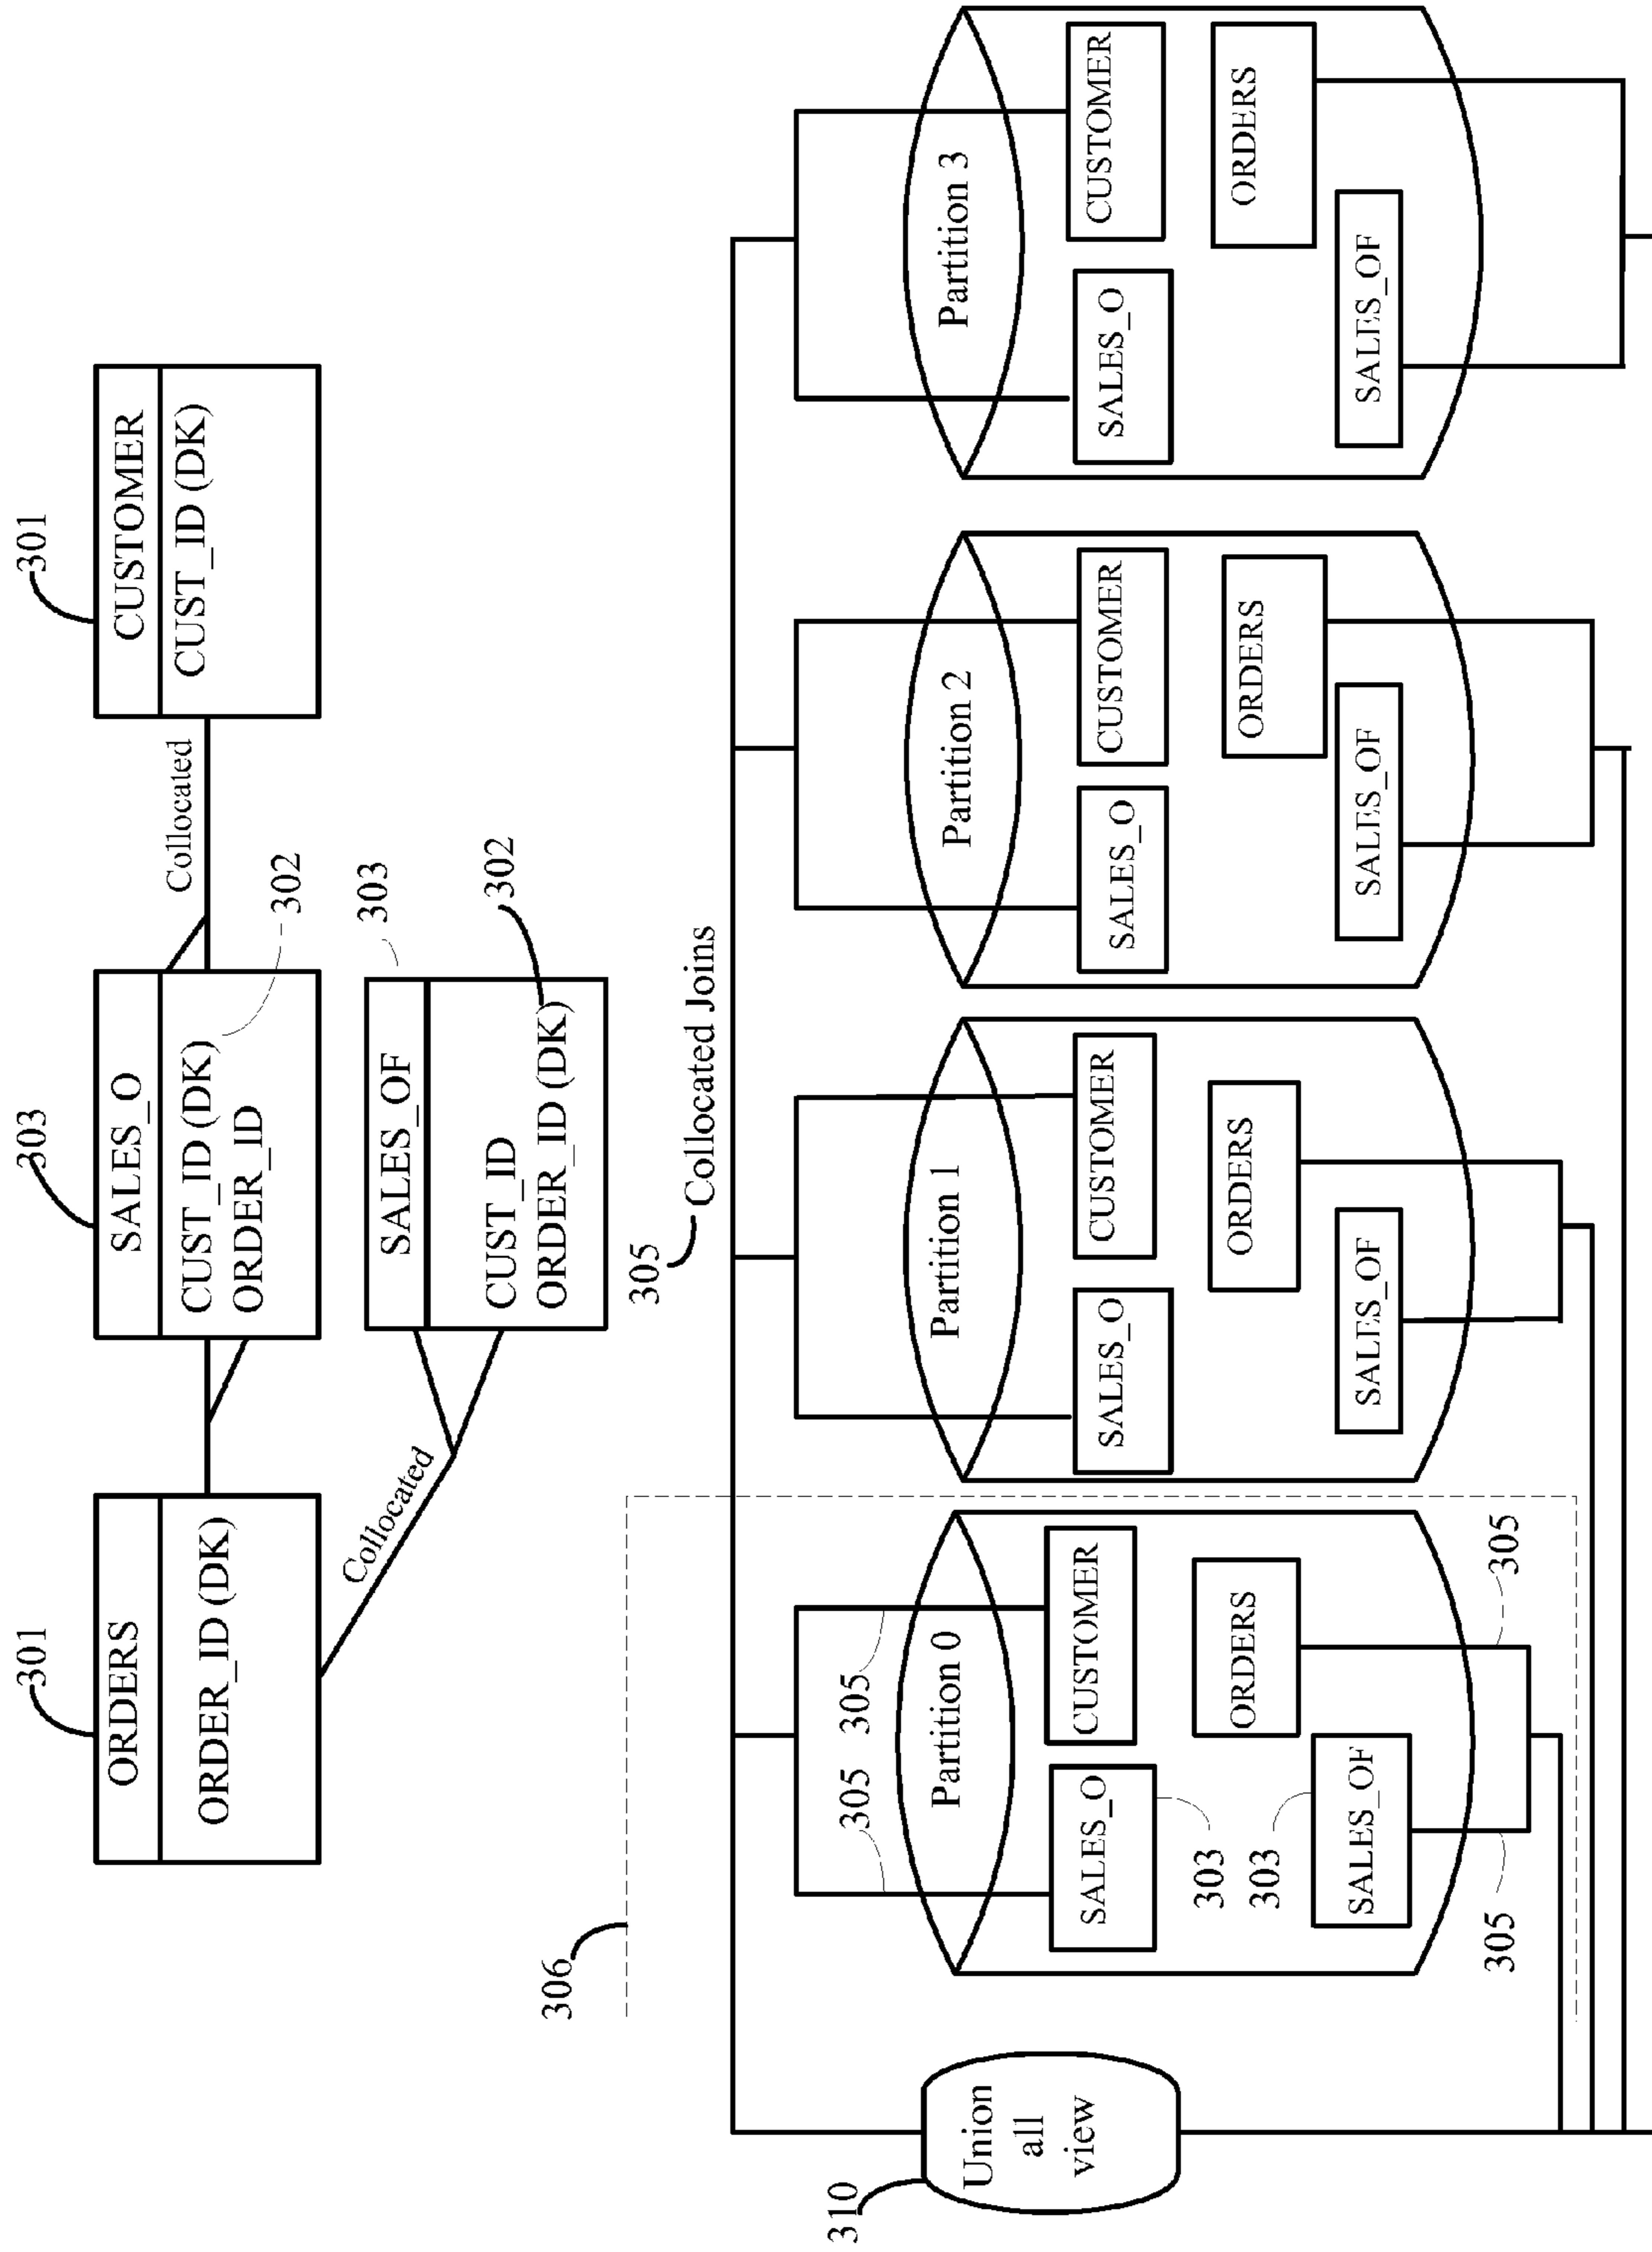 301
301
303
ORDERS
ORDER_ID (DK)
SALES_O
CUST_ID (DK)
ORDER_ID
Collocated
CUSTOMER
CUST_ID (DK)
302
Collocated
SALES_OF
CUST_ID
ORDER_ID (DK)
303
302
306
305
Collocated Joins
310
Union
all
view
305
305
Partition 0
SALES_O
CUSTOMER
303
303
ORDERS
SALES_OF
305
305
Partition 1
SALES_O
CUSTOMER
ORDERS
SALES_OF
Partition 2
SALES_O
CUSTOMER
ORDERS
SALES_OF
Partition 3
SALES_O
CUSTOMER
ORDERS
SALES_OF